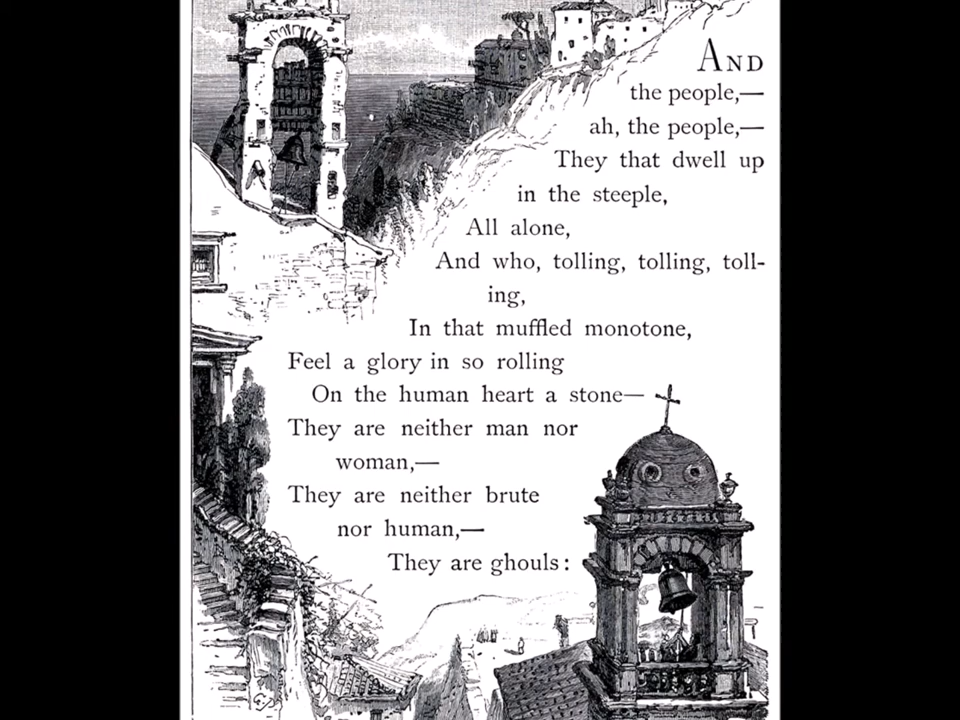 AND
the people,—
ah, the people,—
They that dwell up
in the steeple,
All alone,
And who, tolling, tolling, toll-
ing,
In that muffled monotone,
Feel a glory in so rolling
On the human heart a stone—
They are neither man nor
woman,—
They are neither brute
nor human,—
They are ghouls: